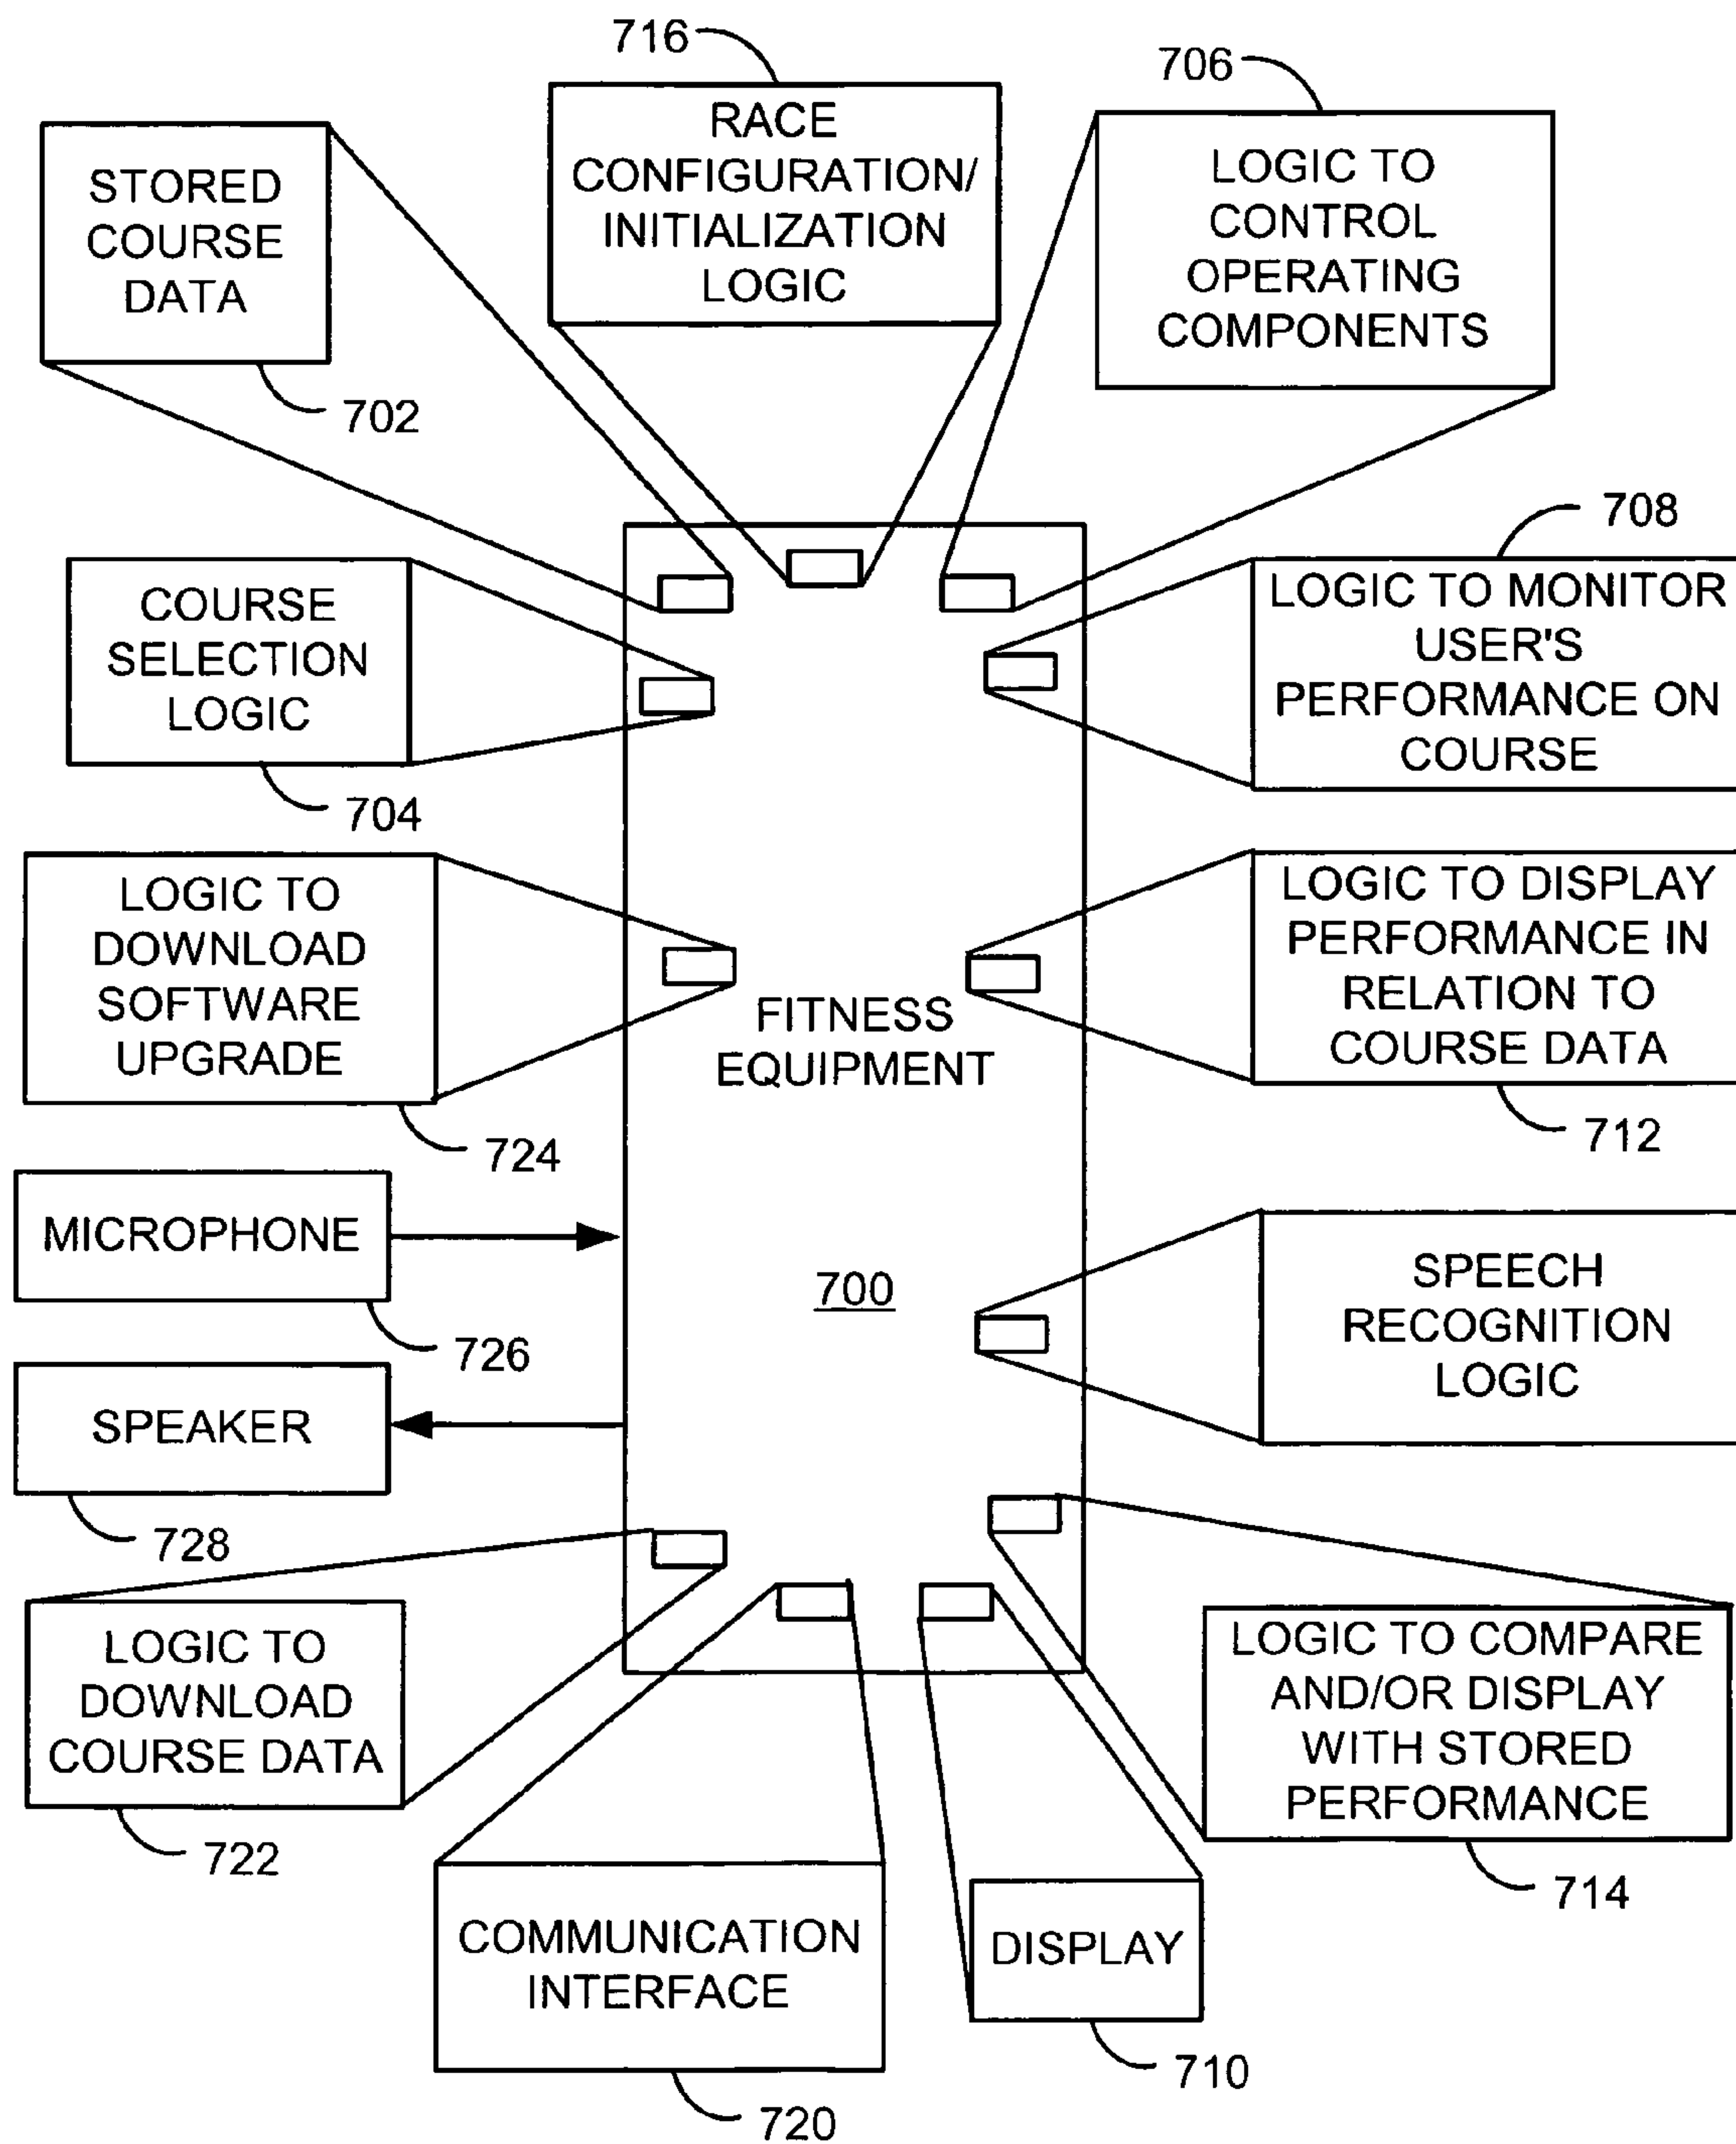 716
RACE
CONFIGURATION/
INITIALIZATION
LOGIC
706
LOGIC TO
CONTROL
OPERATING
COMPONENTS
STORED
COURSE
DATA
702
708
LOGIC TO MONITOR
USER'S
PERFORMANCE ON
COURSE
COURSE
SELECTION
LOGIC
704
LOGIC TO
DOWNLOAD
SOFTWARE
UPGRADE
724
LOGIC TO DISPLAY
PERFORMANCE IN
RELATION TO
COURSE DATA
712
FITNESS
EQUIPMENT
700
MICROPHONE
726
SPEAKER
728
SPEECH
RECOGNITION
LOGIC
LOGIC TO
DOWNLOAD
COURSE DATA
722
LOGIC TO COMPARE
AND/OR DISPLAY
WITH STORED
PERFORMANCE
714
COMMUNICATION
INTERFACE
720
DISPLAY
710